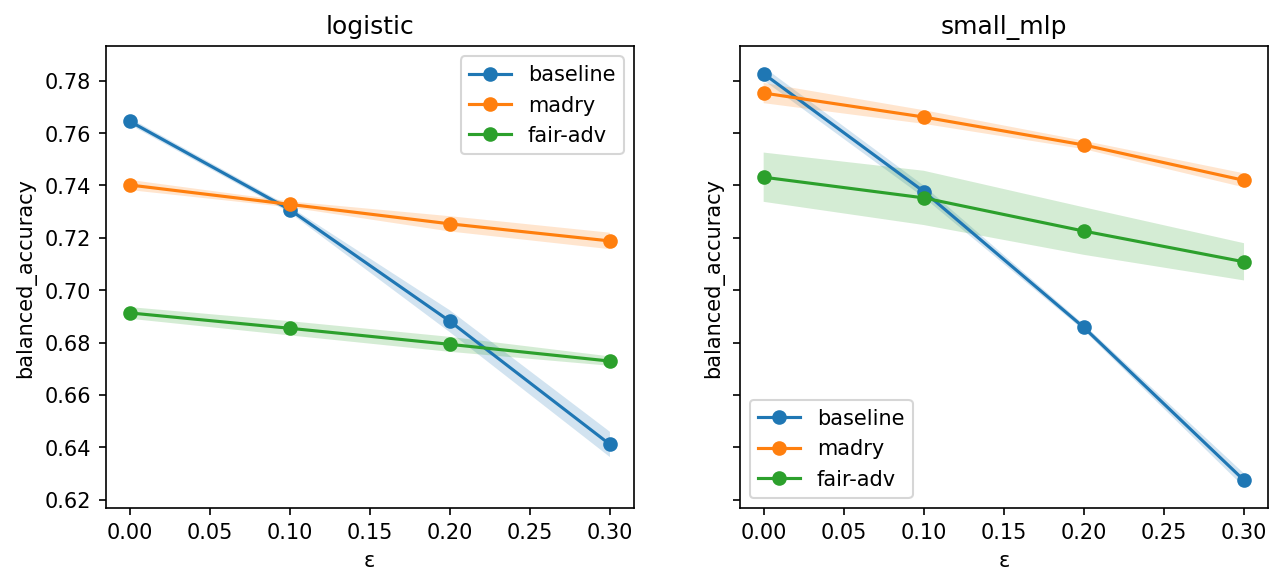 logistic
balanced_accuracy
0.78
0.76
0.74
0.72
0.70
0.68
0.66
0.64
0.62
baseline
madry
fair-adv
0.00 0.05 0.10 0.15 0.20 0.25 0.30
ε
small_mlp
balanced_accuracy
baseline
madry
fair-adv
0.00 0.05 0.10 0.15 0.20 0.25 0.30
ε